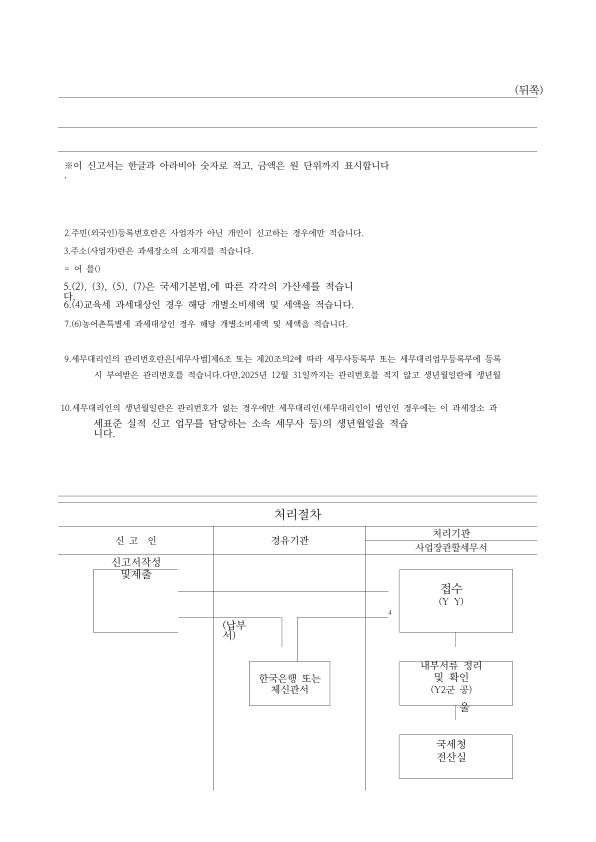 (뒤쪽)
※이 신고서는 한글과 아라비아 숫자로 적고, 금액은 원 단위까지 표시합니다
.
2.주민(외국인)등록번호란은 사업자가 아닌 개인이 신고하는 경우에만 적습니다.
3.주소(사업자)란은 과세장소의 소재지를 적습니다.
= 어 를()
5.(2), (3), (5), (7)은 국세기본법,에 따른 각각의 가산세를 적습니
다.
6.(4)교육세 과세대상인 경우 해당 개별소비세액 및 세액을 적습니다.
7.(6)농어촌특별세 과세대상인 경우 해당 개별소비세액 및 세액을 적습니다.
9.세무대리인의 관리번호란은[세무사법]제6조 또는 제20조의2에 따라 세무사등록부 또는 세무대리업무등록부에 등록
시 부여받은 관리번호를 적습니다.다만,2025년 12월 31일까지는 관리번호를 적지 않고 생년월일란에 생년월
10.세무대리인의 생년월일란은 관리번호가 없는 경우에만 세무대리인(세무대리인이 법인인 경우에는 이 과세장소 과
세표준 실적 신고 업무를 담당하는 소속 세무사 등)의 생년월일을 적습
니다.
처리절차
신 고 인
경유기관
처리기관
사업장관할세무서
신고서작성
및제출
접수
(Y Y)
4
(납부
서)
한국은행 또는
체신관서
내부서류 정리
및 확인
(Y2군 공)
울
국세청
전산실